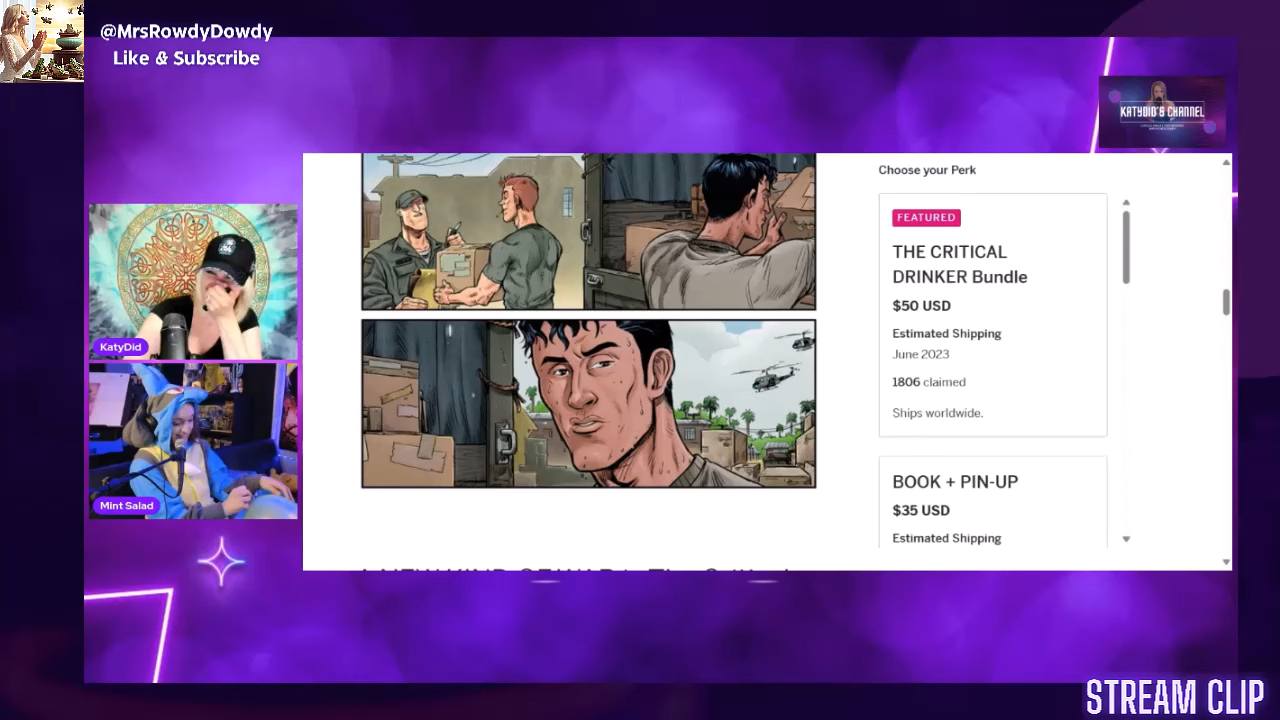 @MrsRowdyDowdy
Like & Subscribe
KATYDID'S CHANNEL
Choose your Perk
FEATURED
THE CRITICAL
DRINKER Bundle
$50 USD
Estimated Shipping
June 2023
1806 claimed
Ships worldwide.
BOOK + PIN-UP
$35 USD
Estimated Shipping
KatyDid
Mint Salad
STREAM CLIP